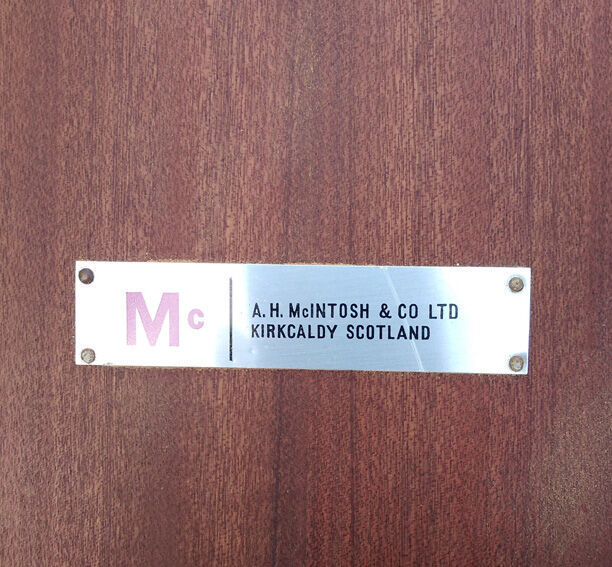 Mc
A. H. McINTOSH & CO LTD
KIRKCALDY SCOTLAND